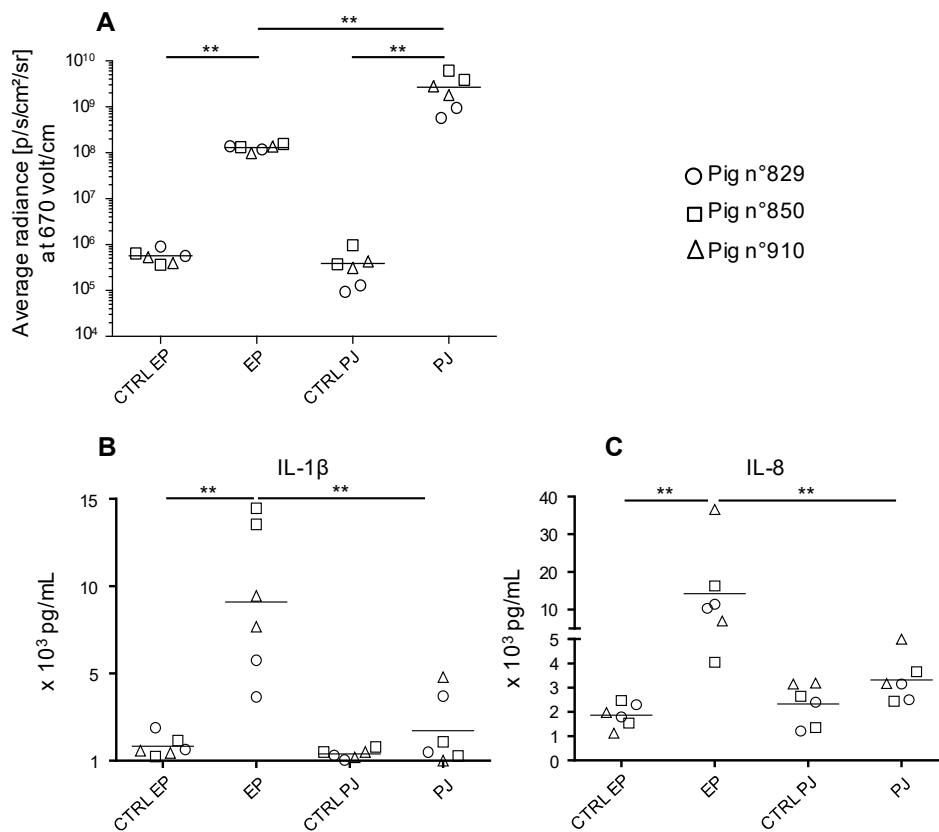 A
**
**
**
Average radiance [p/s/cm²/sr]
at 670 volt/cm
10¹⁰
10⁹
10⁸
10⁷
10⁶
10⁵
10⁴
CTRL EP
EP
CTRL PJ
PJ
Pig n°829
Pig n°850
Pig n°910
B
IL-1β
**
**
x 10³ pg/mL
15
10
5
1
CTRL EP
EP
CTRL PJ
PJ
C
IL-8
**
**
x 10³ pg/mL
40
30
20
10
5
4
3
2
1
0
CTRL EP
EP
CTRL PJ
PJ